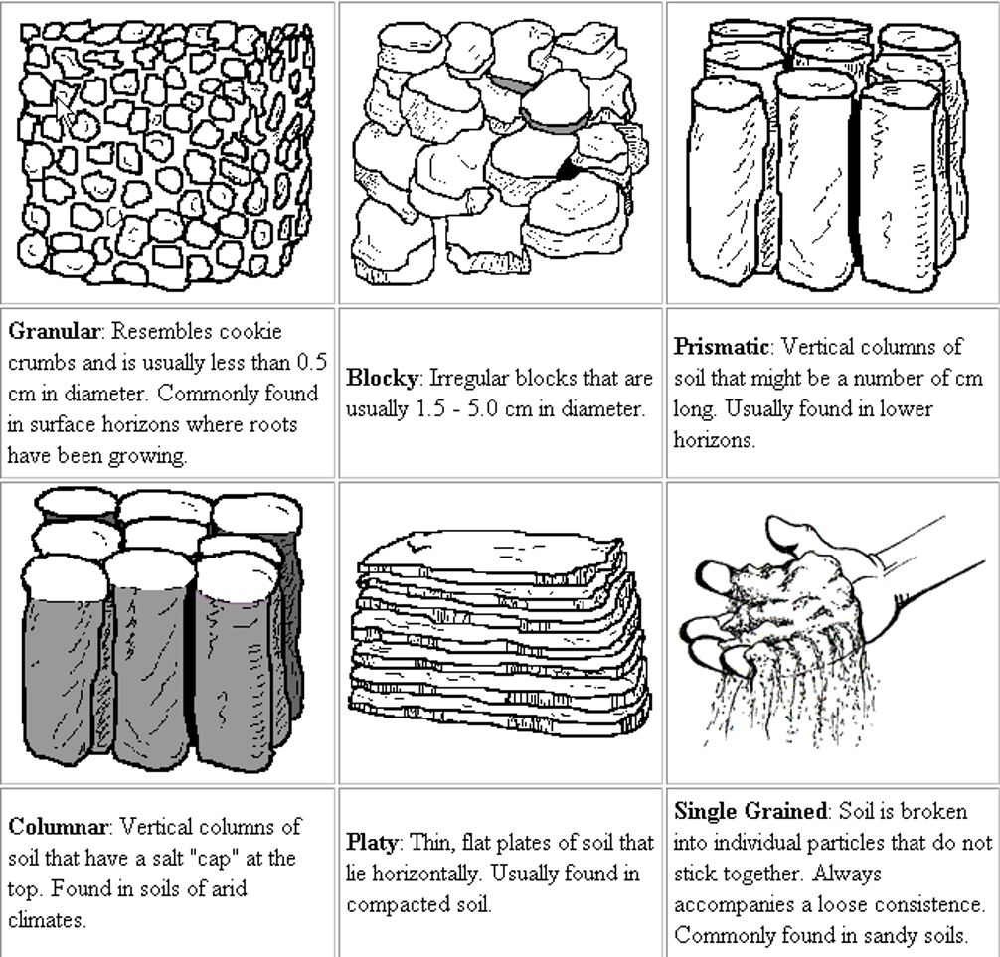 Granular: Resembles cookie
crumbs and is usually less than 0.5
cm in diameter. Commonly found
in surface horizons where roots
have been growing.
Blocky: Irregular blocks that are
usually 1.5 - 5.0 cm in diameter.
Prismatic: Vertical columns of
soil that might be a number of cm
long. Usually found in lower
horizons.
Columnar: Vertical columns of
soil that have a salt "cap" at the
top. Found in soils of arid
climates.
Platy: Thin, flat plates of soil that
lie horizontally. Usually found in
compacted soil.
Single Grained: Soil is broken
into individual particles that do not
stick together. Always
accompanies a loose consistence.
Commonly found in sandy soils.